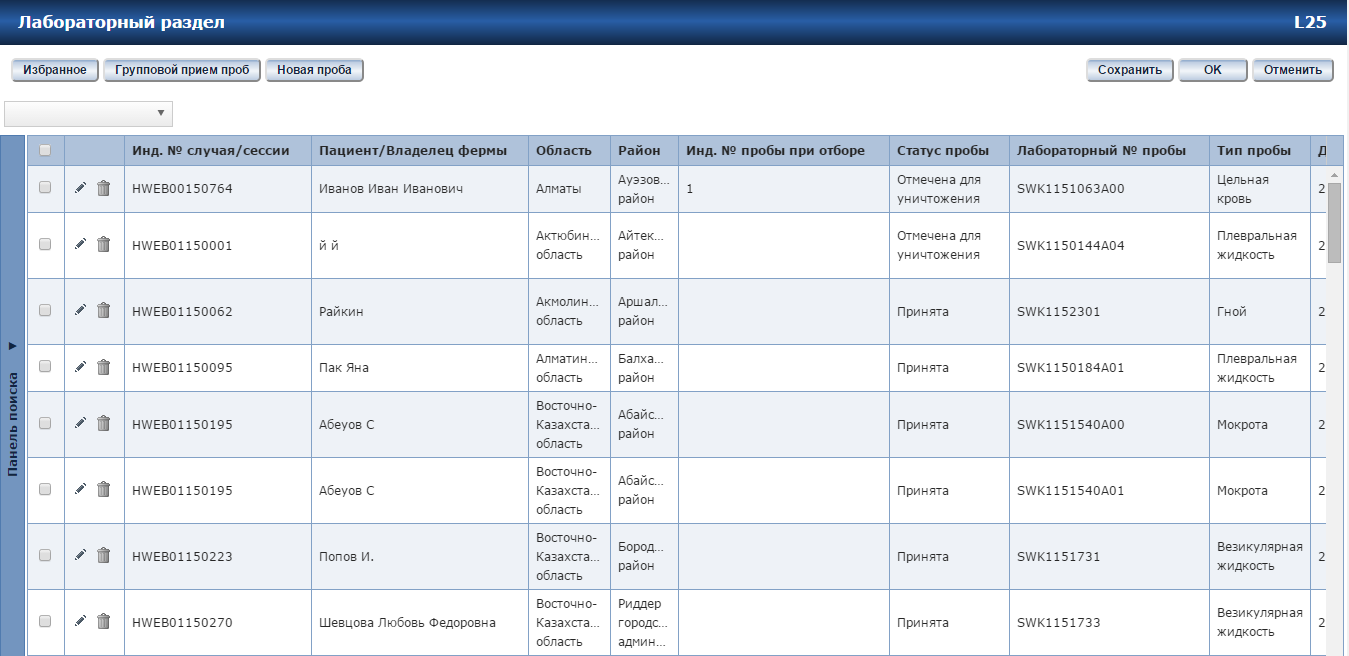 Лабораторный раздел L25
Избранное Групповой прием проб Новая проба Сохранить OK Отменить
Инд. № случая/сессии Пациент/Владелец фермы Область Район Инд. № пробы при отборе Статус пробы Лабораторный № пробы Тип пробы Д
HWEB00150764 Иванов Иван Иванович Алматы Ауэзов... район 1 Отмечена для уничтожения SWK1151063A00 Цельная кровь 2
HWEB01150001 й й Актюбин... область Айтек... район Отмечена для уничтожения SWK1150144A04 Плевральная жидкость 2
HWEB01150062 Райкин Акмолин... область Аршал... район Принята SWK1152301 Гной 2
HWEB01150095 Пак Яна Алматин... область Балха... район Принята SWK1150184A01 Плевральная жидкость 2
HWEB01150195 Абеуов С Восточно-Казахста... область Абайс... район Принята SWK1151540A00 Мокрота 2
HWEB01150195 Абеуов С Восточно-Казахста... область Абайс... район Принята SWK1151540A01 Мокрота 2
HWEB01150223 Попов И. Восточно-Казахста... область Бород... район Принята SWK1151731 Везикулярная жидкость 2
HWEB01150270 Шевцова Любовь Федоровна Восточно-Казахста... область Риддер городс... админ... Принята SWK1151733 Везикулярная жидкость 2
Панель поиска